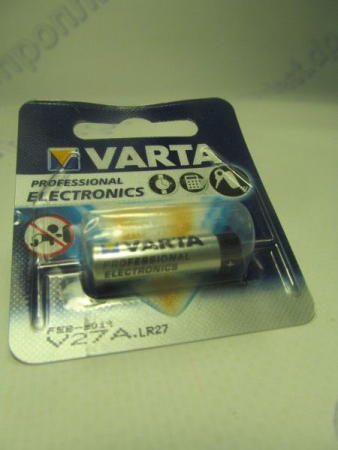 VARTA
PROFESSIONAL
ELECTRONICS
VARTA
PROFESSIONAL
ELECTRONICS
V27A.LR27